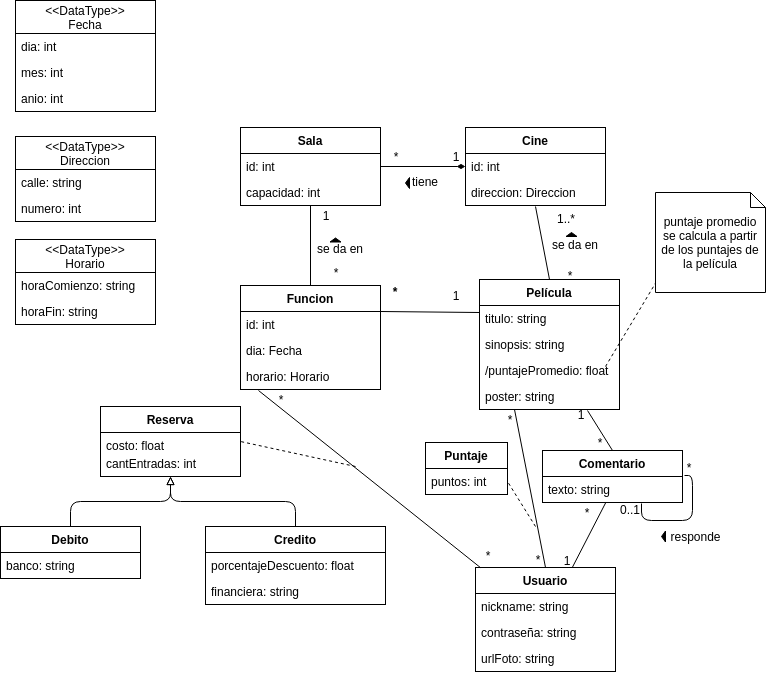 <<DataType>>
Fecha
dia: int
mes: int
anio: int
<<DataType>>
Direccion
calle: string
numero: int
<<DataType>>
Horario
horaComienzo: string
horaFin: string
Sala
id: int
capacidad: int
*
1
tiene
Cine
id: int
direccion: Direccion
1
se da en
*
1..*
se da en
*
puntaje promedio
se calcula a partir
de los puntajes de
la película
Funcion
id: int
dia: Fecha
horario: Horario
*
1
Película
titulo: string
sinopsis: string
/puntajePromedio: float
poster: string
*
*
1
*
Reserva
costo: float
cantEntradas: int
Puntaje
puntos: int
Comentario
texto: string
*
0..1
responde
*
Debito
banco: string
Credito
porcentajeDescuento: float
financiera: string
*
*
1
Usuario
nickname: string
contraseña: string
urlFoto: string